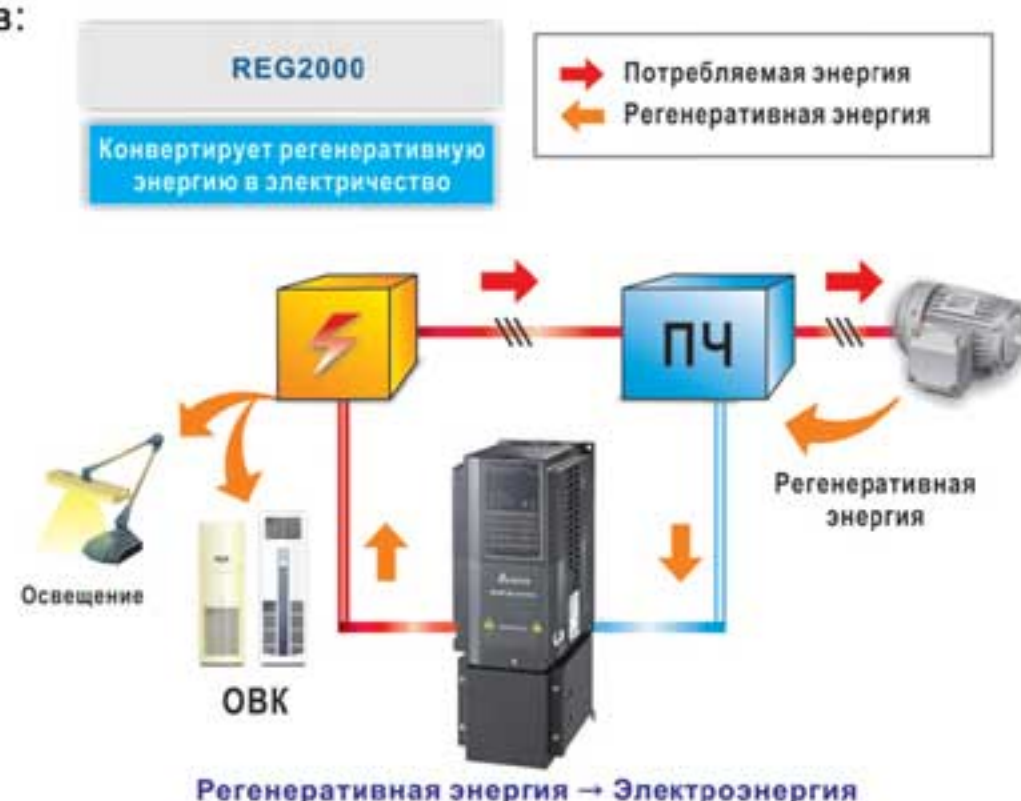 в:
REG2000
Потребляемая энергия
Регенеративная энергия
Конвертирует регенеративную
энергию в электричество
ПЧ
Регенеративная
энергия
Освещение
ОВК
Регенеративная энергия → Электроэнергия